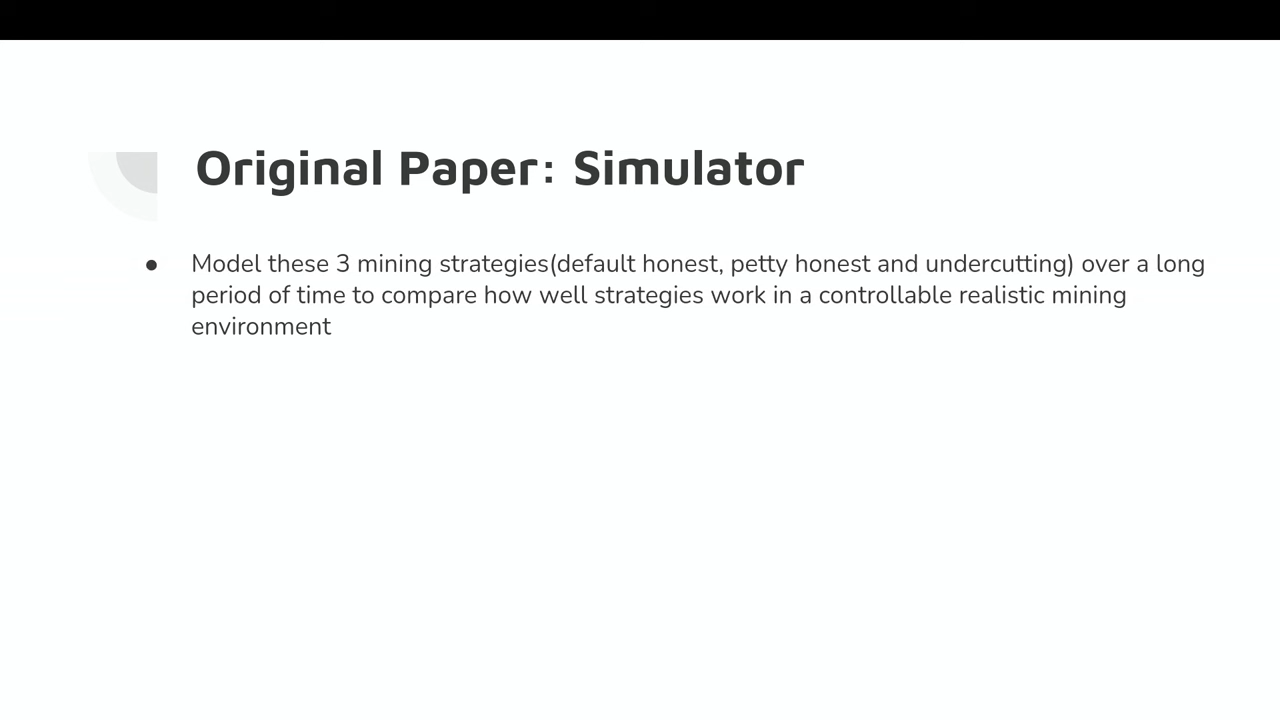 Original Paper: Simulator
● Model these 3 mining strategies(default honest, petty honest and undercutting) over a long
period of time to compare how well strategies work in a controllable realistic mining
environment